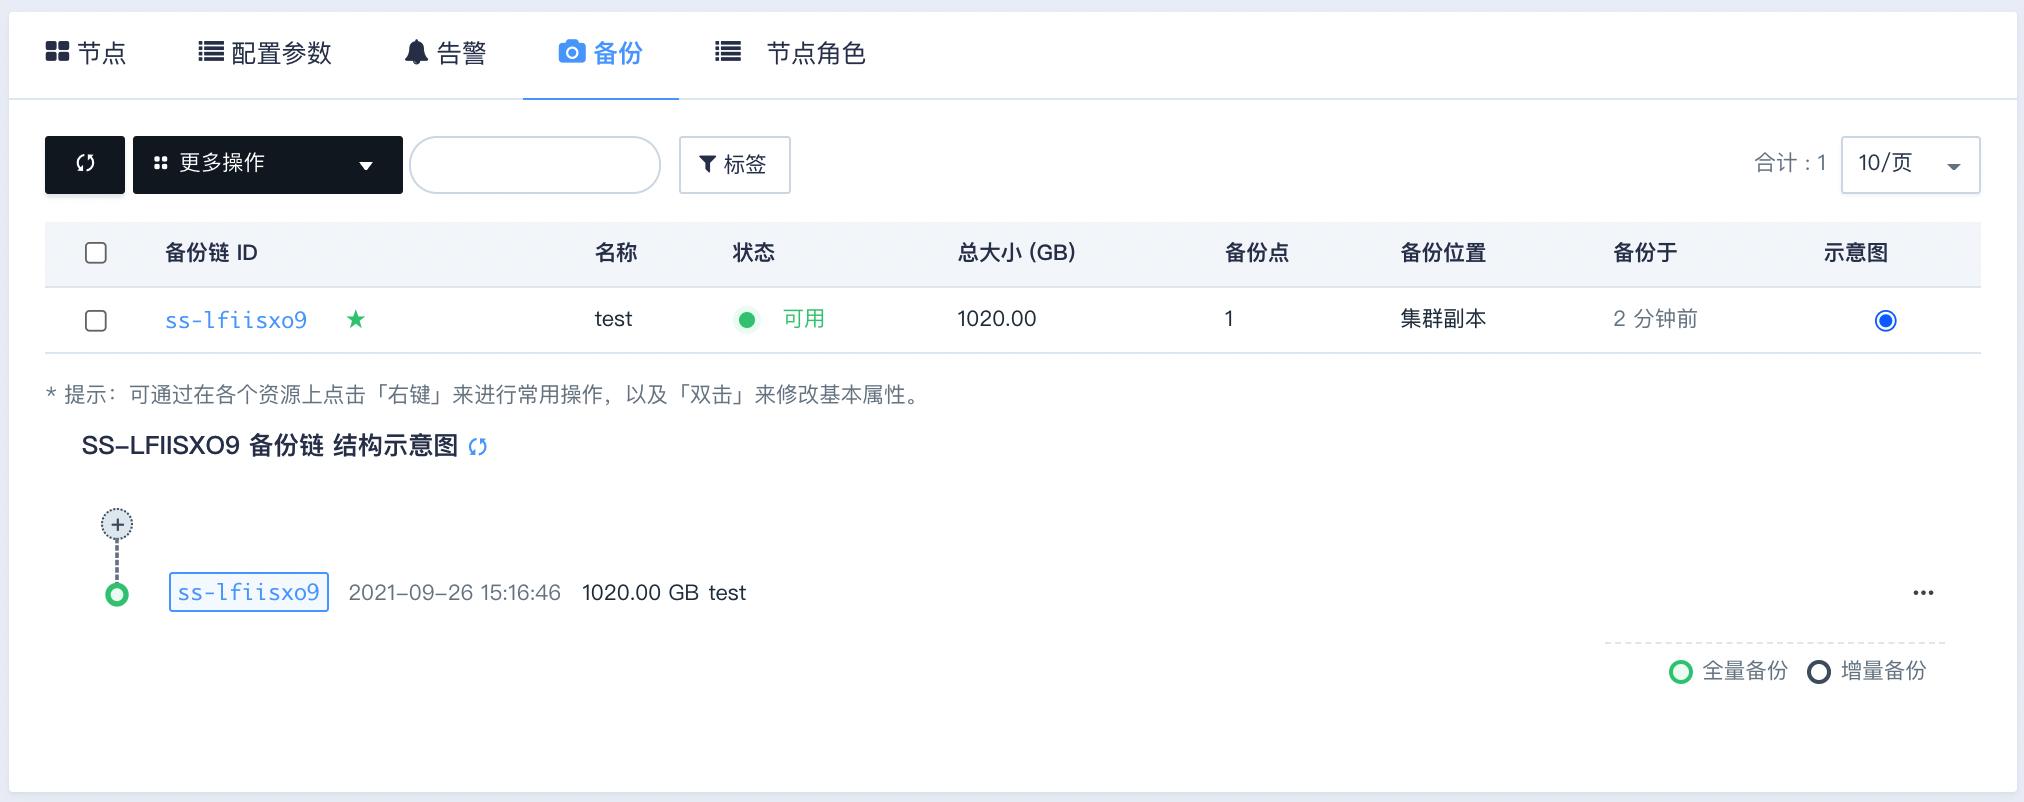 节点 配置参数 告警 备份 节点角色
更多操作 标签 合计：1 10/页
备份链 ID 名称 状态 总大小 (GB) 备份点 备份位置 备份于 示意图
ss-lfiisxo9 test 可用 1020.00 1 集群副本 2 分钟前
* 提示：可通过在各个资源上点击「右键」来进行常用操作，以及「双击」来修改基本属性。
SS-LFIISXO9 备份链 结构示意图
ss-lfiisxo9 2021-09-26 15:16:46 1020.00 GB test
全量备份 增量备份